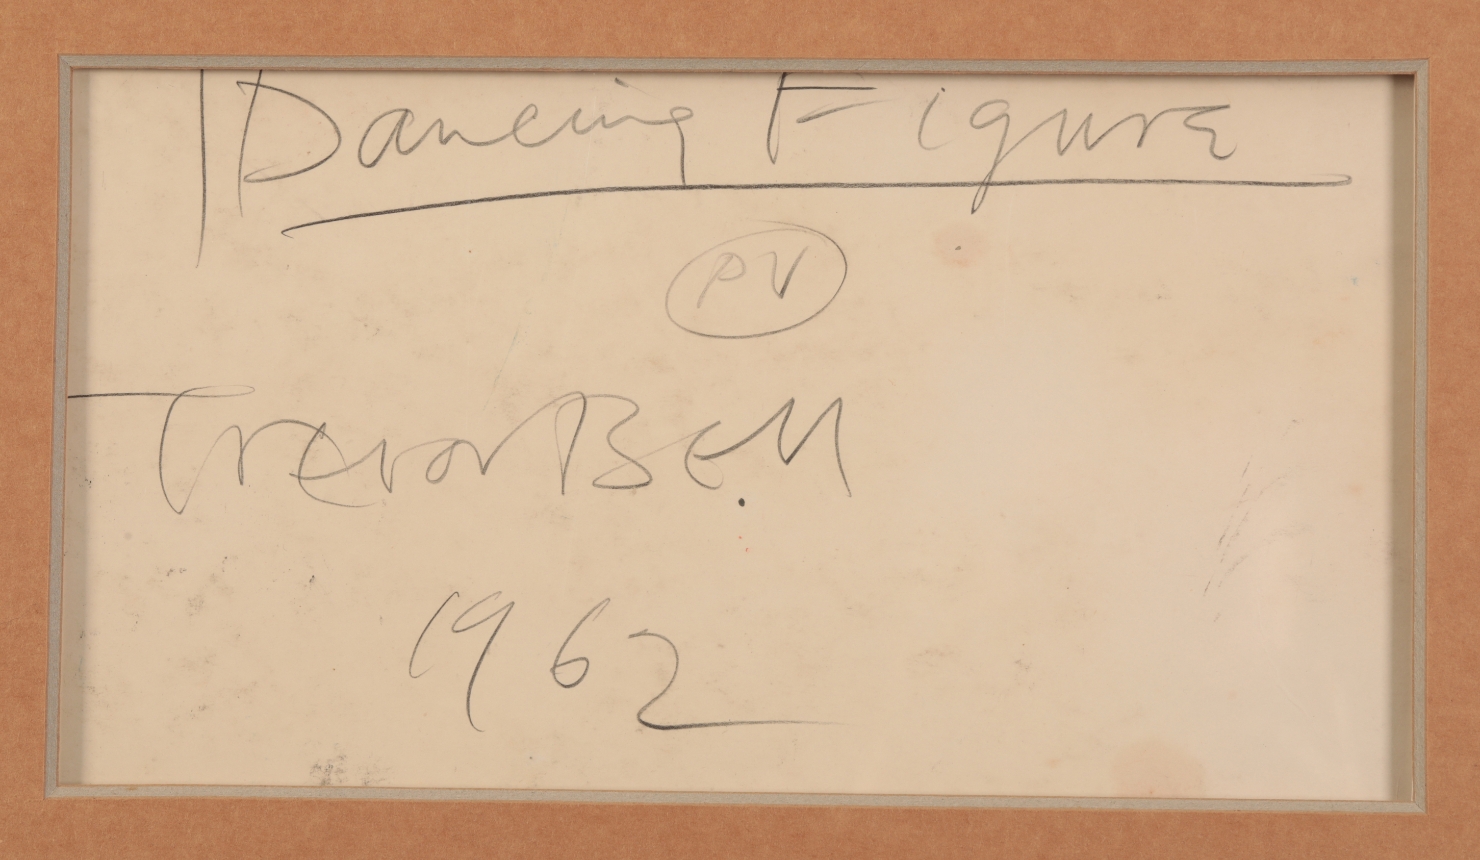 Dancing Figure
PV
Trevor Bell
1962